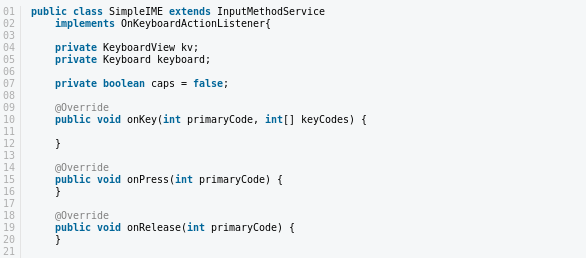 01 public class SimpleIME extends InputMethodService
02     implements OnKeyboardActionListener{
03
04     private KeyboardView kv;
05     private Keyboard keyboard;
06
07     private boolean caps = false;
08
09     @Override
10     public void onKey(int primaryCode, int[] keyCodes) {
11
12     }
13
14     @Override
15     public void onPress(int primaryCode) {
16     }
17
18     @Override
19     public void onRelease(int primaryCode) {
20     }
21